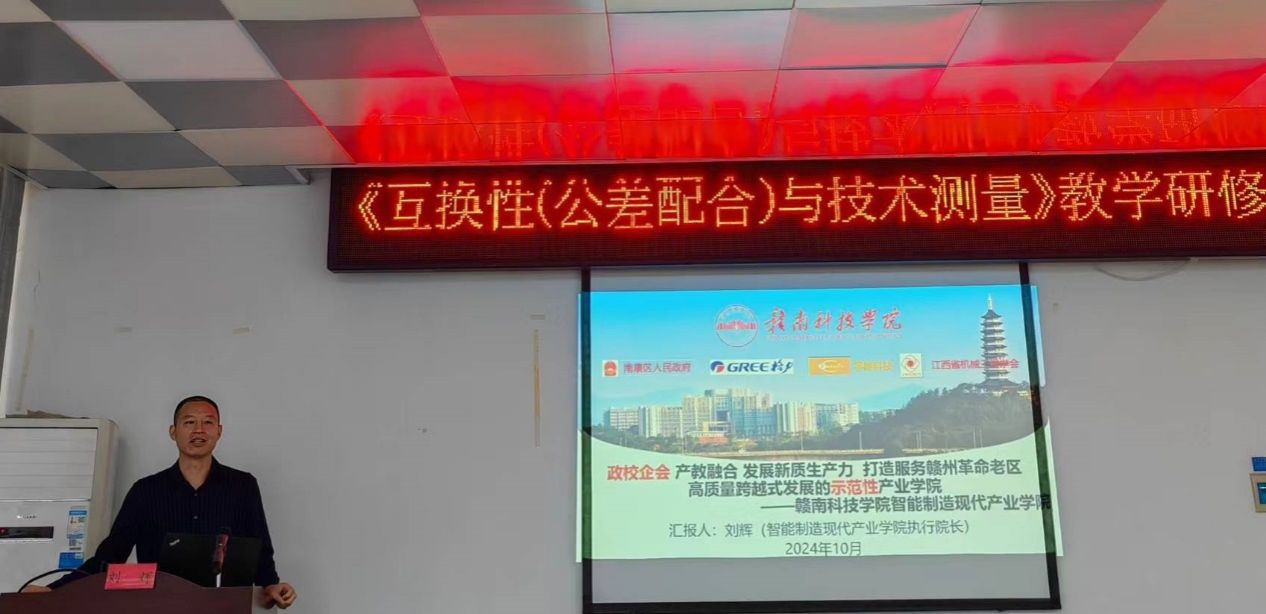 《互换性(公差配合)与技术测量》教学研修
赣南科技学院
南康区人民政府
GREE格力
江西省机械工程学会
政校企会 产教融合 发展新质生产力 打造服务赣州革命老区
高质量跨越式发展的示范性产业学院
——赣南科技学院智能制造现代产业学院
汇报人：刘辉（智能制造现代产业学院执行院长）
2024年10月
刘 辉